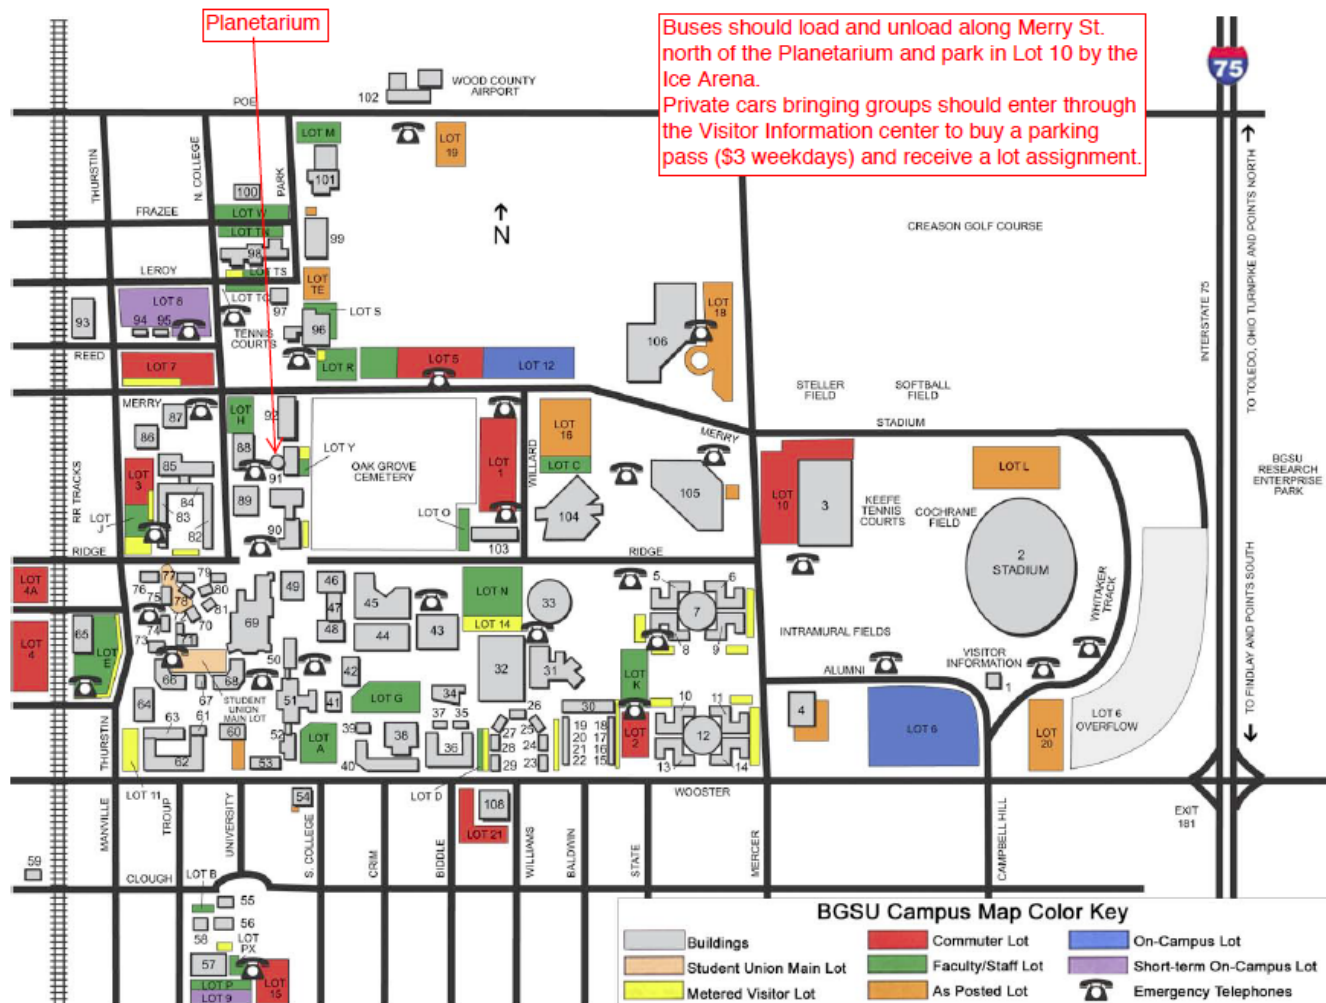 Planetarium
Buses should load and unload along Merry St.
north of the Planetarium and park in Lot 10 by the
Ice Arena.
Private cars bringing groups should enter through
the Visitor Information center to buy a parking
pass ($3 weekdays) and receive a lot assignment.
75
WOOD COUNTY
AIRPORT
102
POE
LOT M
LOT
19
THURSTIN
N. COLLEGE
PARK
101
100
FRAZEE
LOT W
LOT TN
99
98
N
CREASON GOLF COURSE
INTERSTATE 75
TO TOLEDO, OHIO TURNPIKE AND POINTS NORTH
LEROY
LOT TS
LOT
TE
LOT TC
97
LOT S
LOT 8
93
94
95
TENNIS
COURTS
96
106
LOT
18
REED
LOT 7
LOT R
LOT 5
LOT 12
STELLER
FIELD
SOFTBALL
FIELD
MERRY
87
LOT
H
92
86
88
LOT Y
OAK GROVE
CEMETERY
LOT
1
WILLARD
LOT
16
LOT C
MERRY
STADIUM
LOT L
BGSU
RESEARCH
ENTERPRISE
PARK
RR TRACKS
LOT
3
85
91
84
83
82
89
90
LOT
J
LOT O
103
104
105
LOT
10
3
KEEFE
TENNIS
COURTS
COCHRANE
FIELD
2
STADIUM
RIDGE
RIDGE
WHITAKER
TRACK
LOT
4A
77
79
76
75
78
80
81
49
46
47
48
45
44
43
LOT N
LOT 14
33
5
6
7
8
9
INTRAMURAL FIELDS
65
LOT
E
LOT
4
74
72
73
71
70
69
50
42
32
31
LOT
K
ALUMNI
VISITOR
INFORMATION
1
TO FINDLAY AND POINTS SOUTH
66
67
68
STUDENT
UNION
MAIN LOT
51
41
LOT G
34
30
10
11
12
13
14
4
LOT 6
LOT
20
LOT 6
OVERFLOW
64
63
61
60
62
52
53
LOT
A
39
38
40
37
35
36
26
27
28
29
25
24
23
19
20
21
22
18
17
16
15
LOT
2
THURSTIN
LOT 11
LOT D
WOOSTER
EXIT
181
MANVILLE
TROUP
UNIVERSITY
54
S. COLLEGE
CRIM
BIDDLE
108
LOT 21
WILLIAMS
BALDWIN
STATE
MERCER
CAMPBELL HILL
59
CLOUGH
LOT B
55
56
58
LOT
PX
57
LOT P
LOT 9
LOT
15
BGSU Campus Map Color Key
Buildings
Commuter Lot
On-Campus Lot
Student Union Main Lot
Faculty/Staff Lot
Short-term On-Campus Lot
Metered Visitor Lot
As Posted Lot
Emergency Telephones